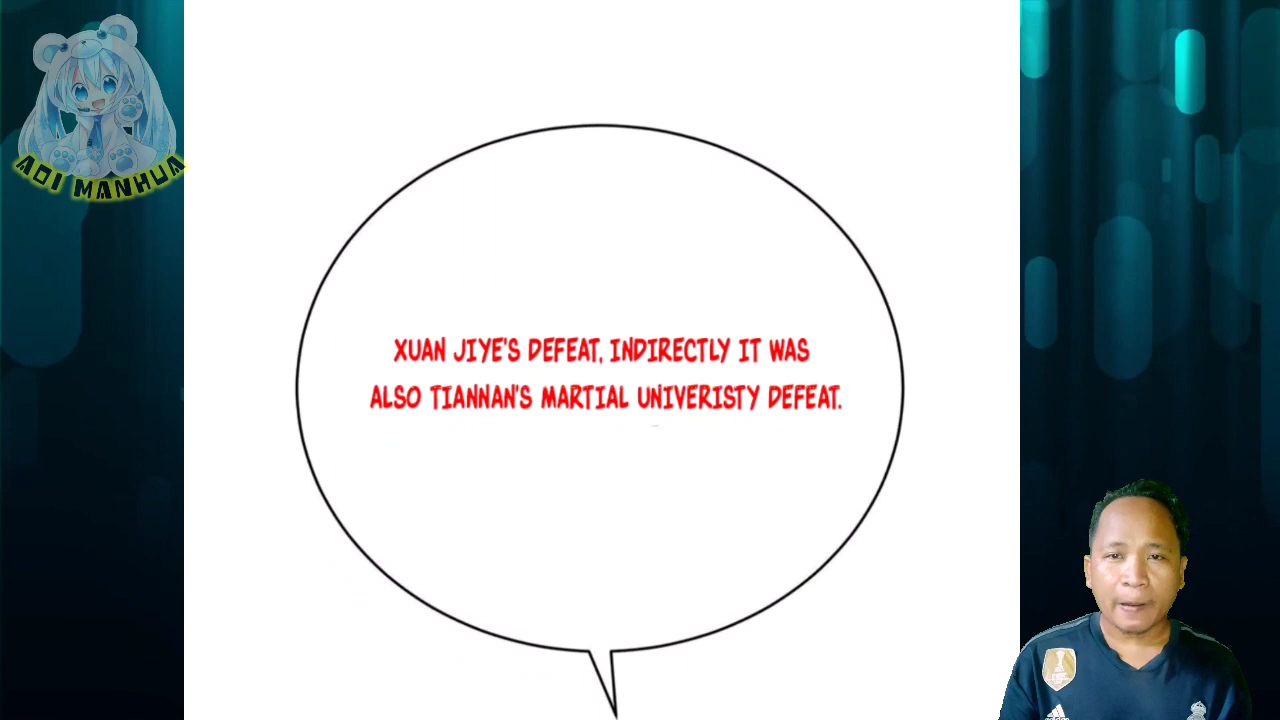 AOI MANHUA
XUAN JIYE'S DEFEAT, INDIRECTLY IT WAS
ALSO TIANNAN'S MARTIAL UNIVERISTY DEFEAT.